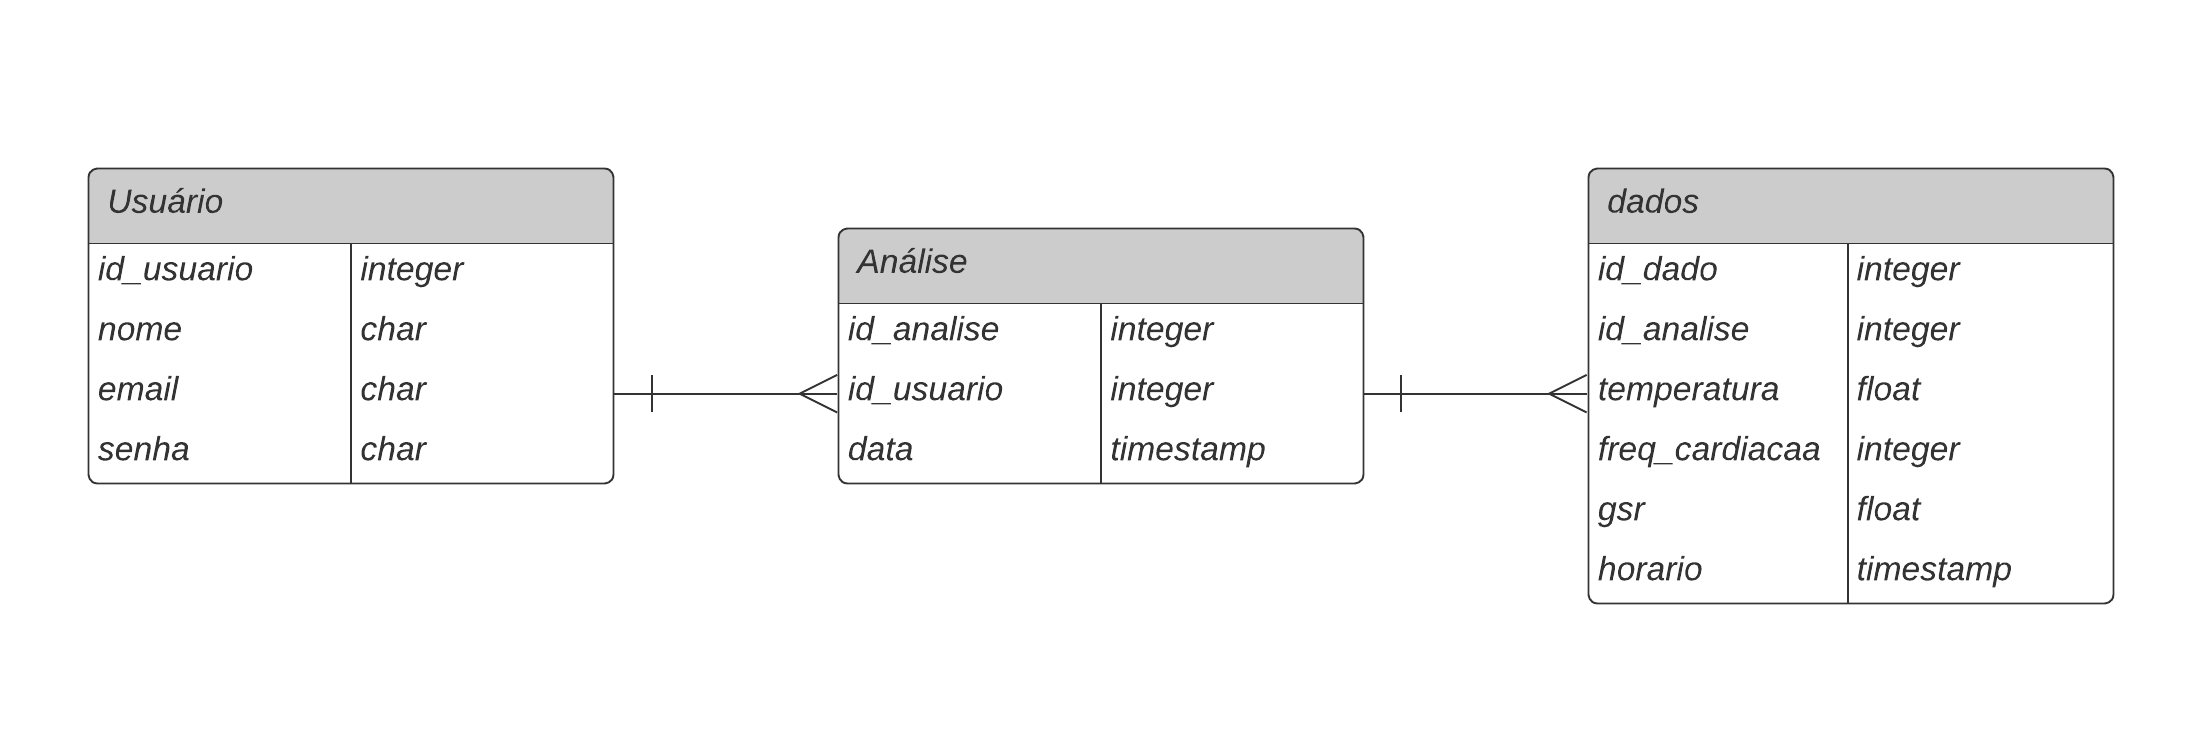 Usuário
id_usuario integer
nome char
email char
senha char
Análise
id_analise integer
id_usuario integer
data timestamp
dados
id_dado integer
id_analise integer
temperatura float
freq_cardiacaa integer
gsr float
horario timestamp